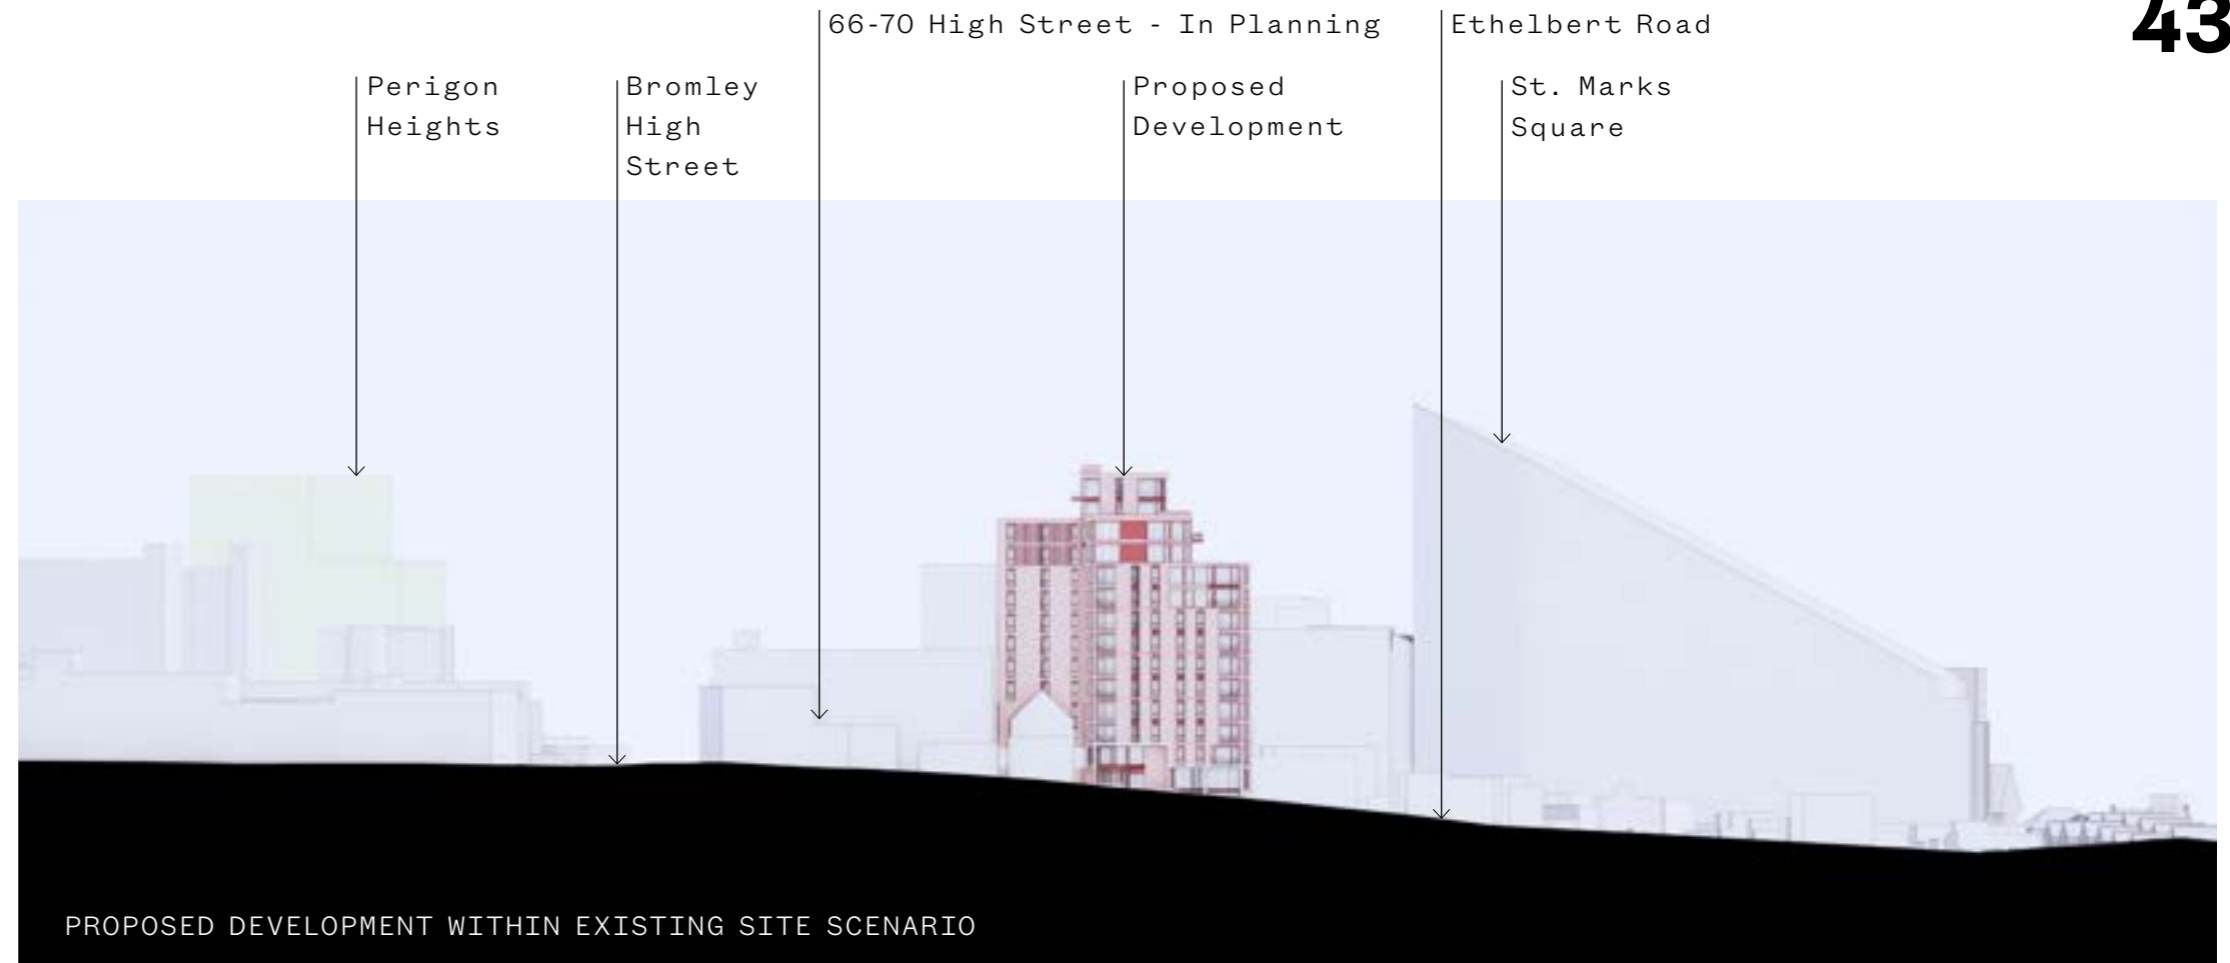 66-70 High Street - In Planning
Ethelbert Road
43
Perigon
Heights
Bromley
High
Street
Proposed
Development
St. Marks
Square
PROPOSED DEVELOPMENT WITHIN EXISTING SITE SCENARIO